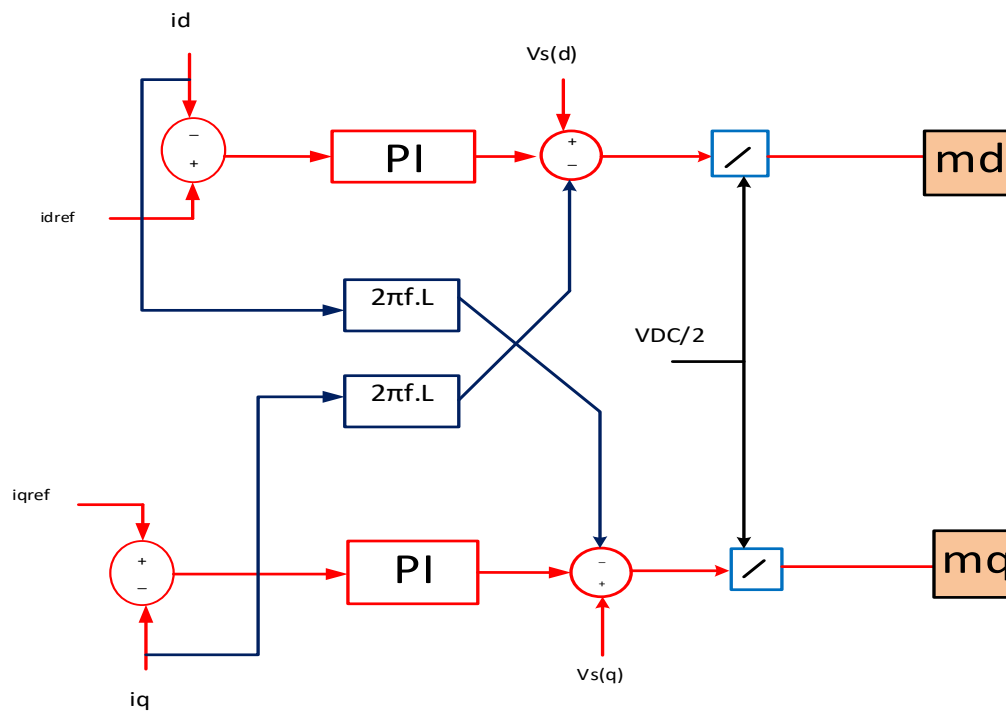 id
Vs(d)
−
+
PI
+
−
md
idref
2πf.L
VDC/2
2πf.L
iqref
+
−
PI
−
+
mq
Vs(q)
iq